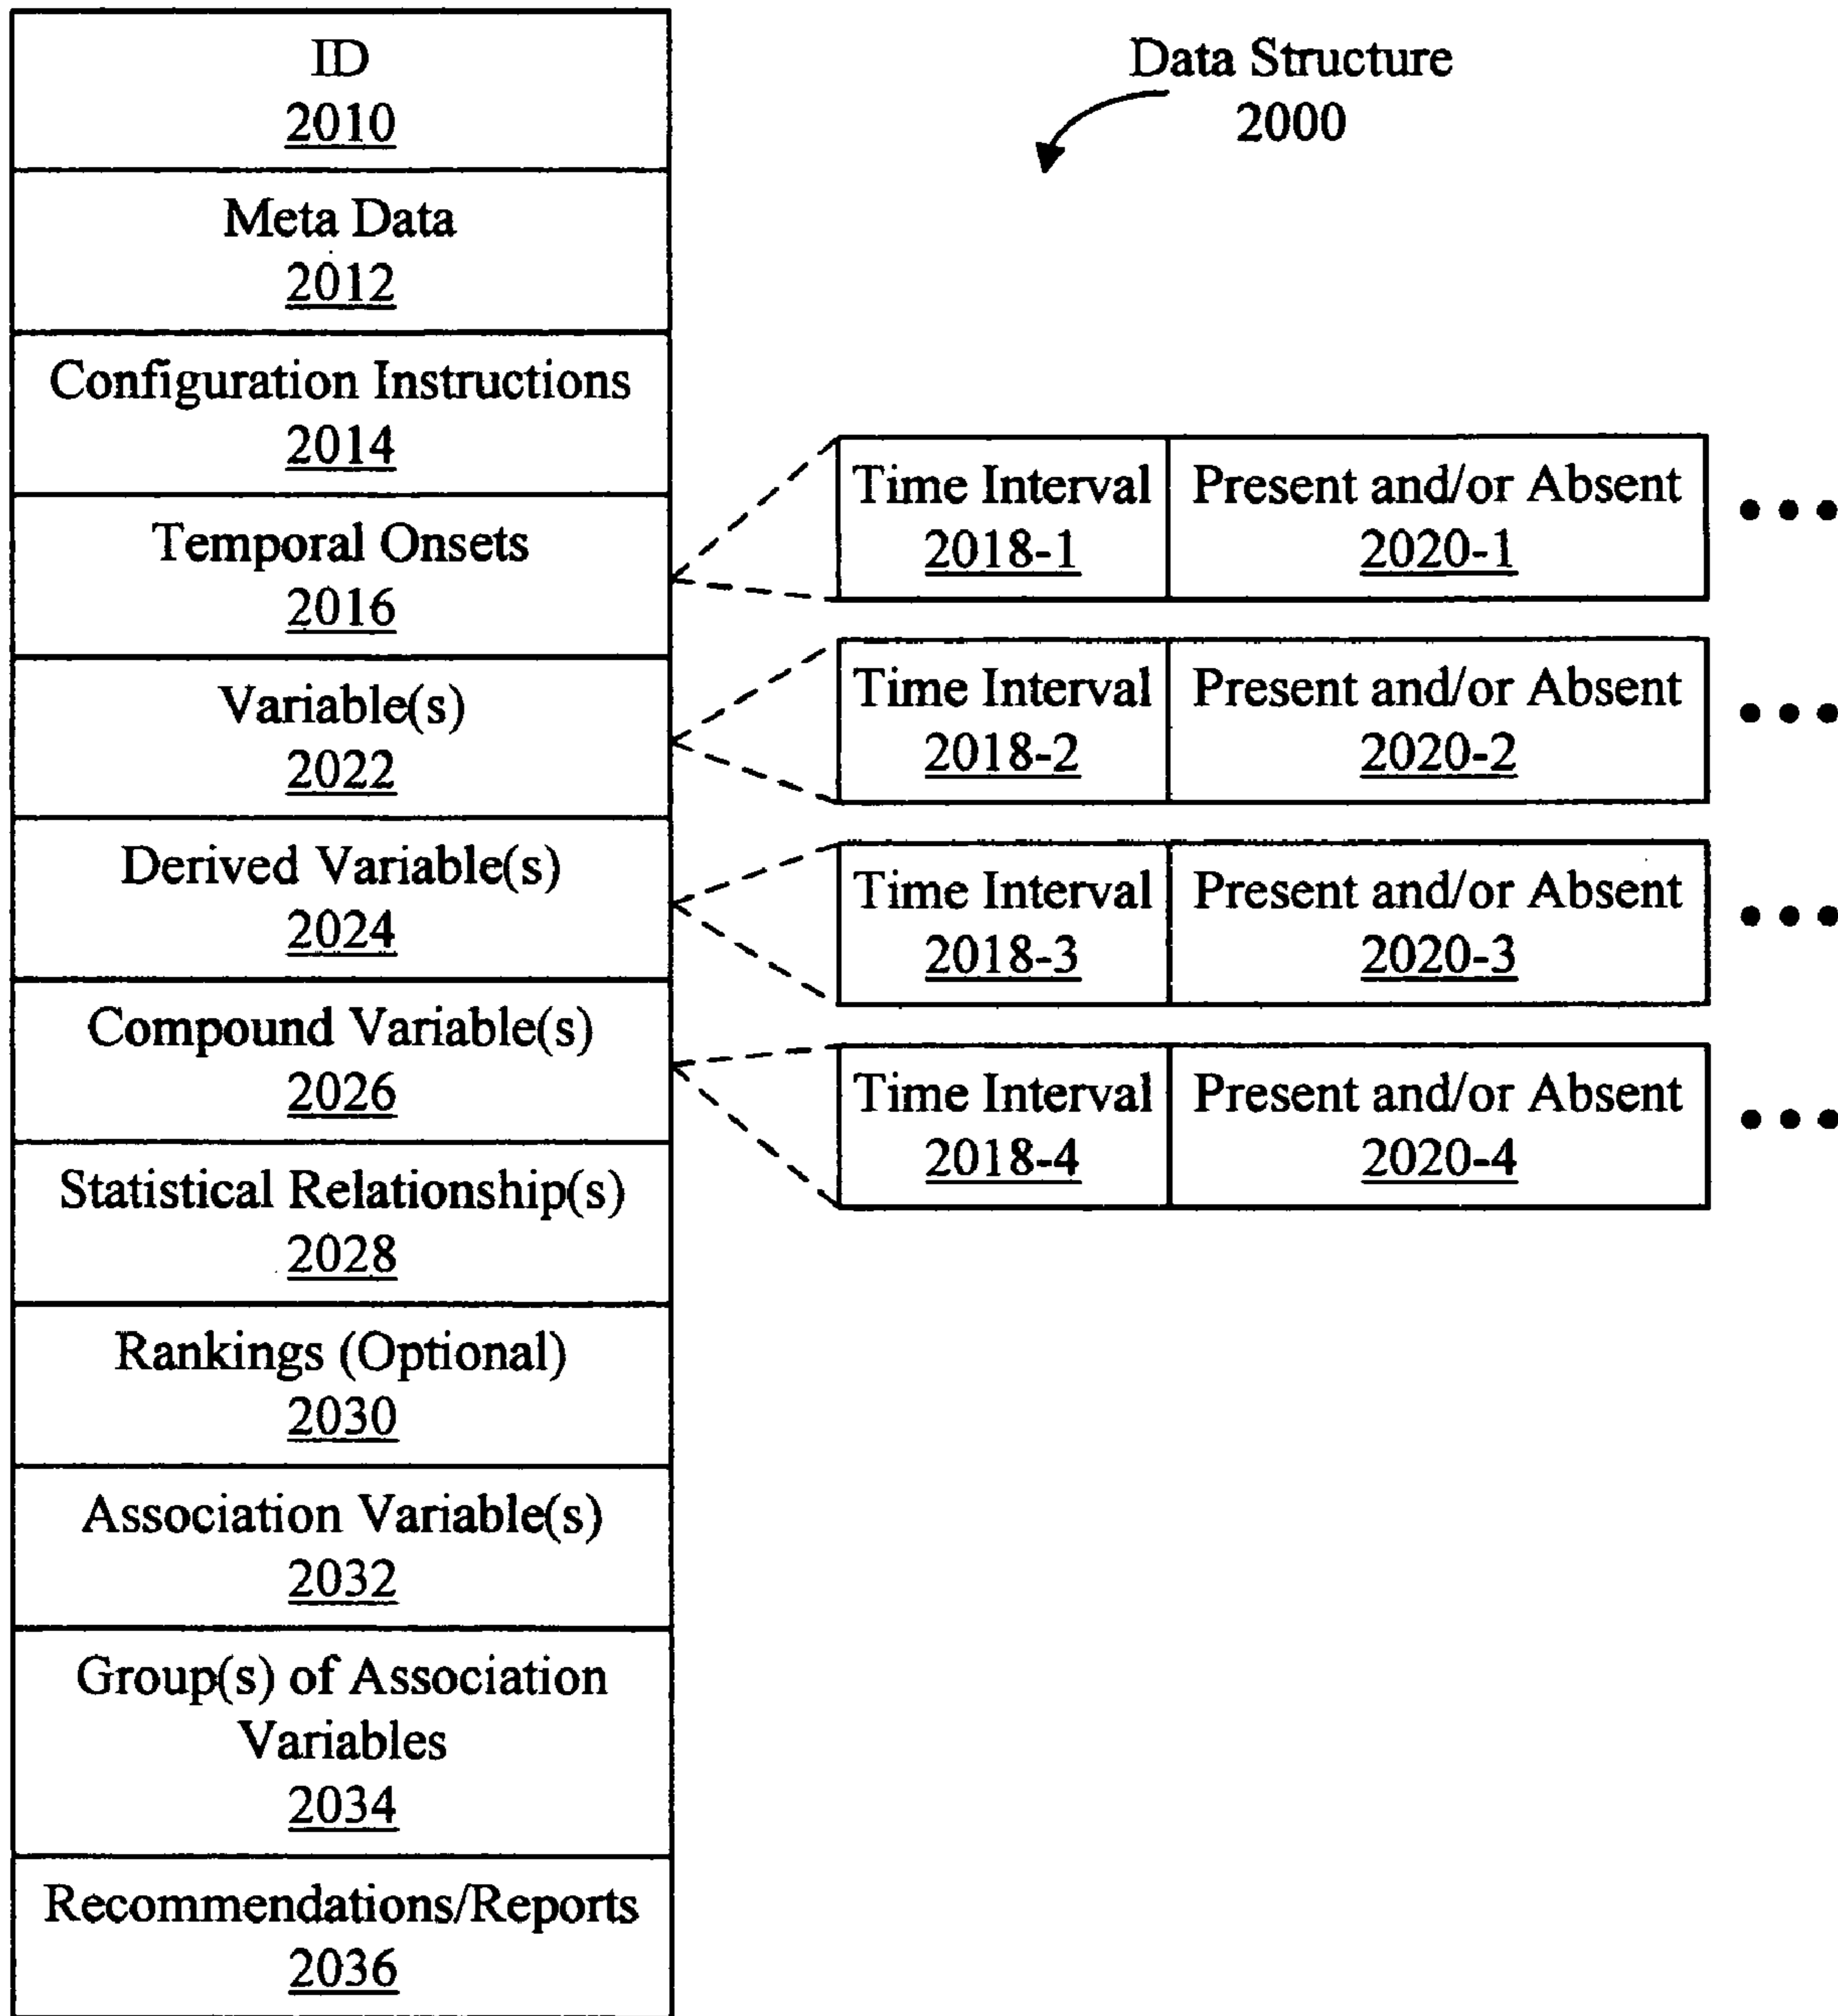 ID
2010
Meta Data
2012
Configuration Instructions
2014
Temporal Onsets
2016
Variable(s)
2022
Derived Variable(s)
2024
Compound Variable(s)
2026
Statistical Relationship(s)
2028
Rankings (Optional)
2030
Association Variable(s)
2032
Group(s) of Association
Variables
2034
Recommendations/Reports
2036
Data Structure
2000
Time Interval
2018-1
Present and/or Absent
2020-1
Time Interval
2018-2
Present and/or Absent
2020-2
Time Interval
2018-3
Present and/or Absent
2020-3
Time Interval
2018-4
Present and/or Absent
2020-4